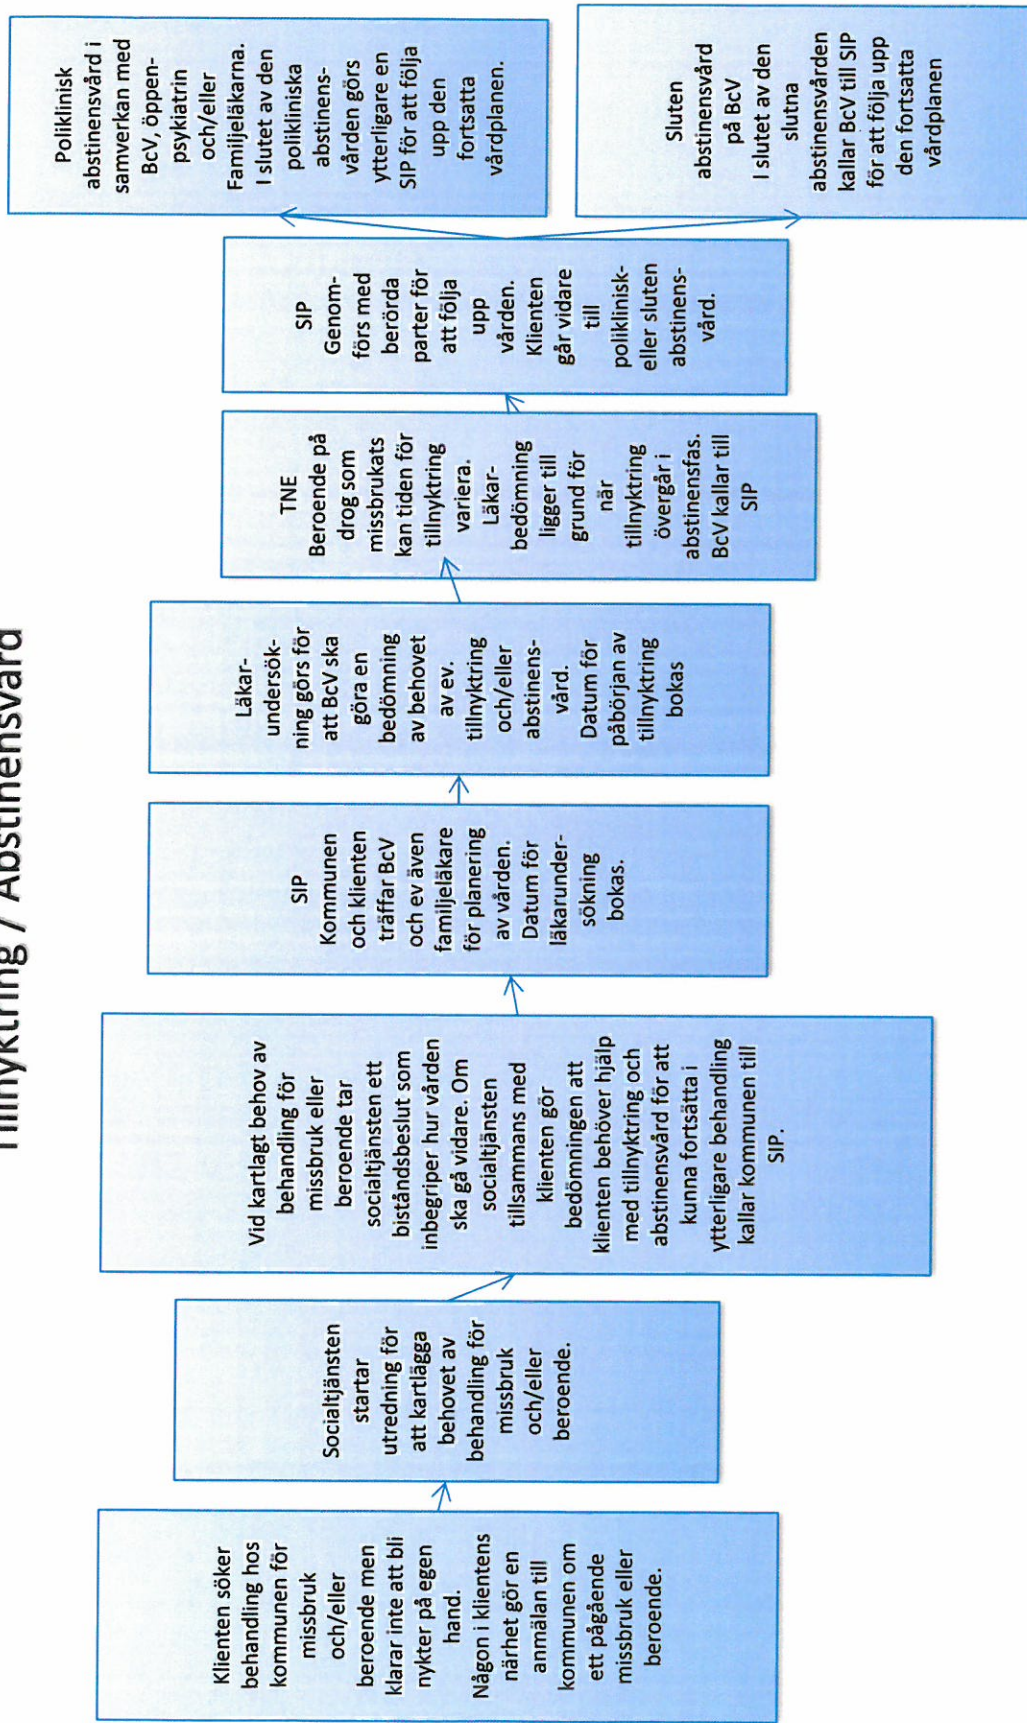 Tillnyktring / Abstinensvård
Klienten söker
behandling hos
kommunen för
missbruk
och/eller
beroende men
klarar inte att bli
nykter på egen
hand.
Någon i klientens
närhet gör en
anmälan till
kommunen om
ett pågående
missbruk eller
beroende.
Socialtjänsten
startar
utredning för
att kartlägga
behovet av
behandling för
missbruk
och/eller
beroende.
Vid kartlagt behov av
behandling för
missbruk eller
beroende tar
socialtjänsten ett
biståndsbeslut som
inbegriper hur vården
ska gå vidare. Om
socialtjänsten
tillsammans med
klienten gör
bedömningen att
klienten behöver hjälp
med tillnyktring och
abstinensvård för att
kunna fortsätta i
ytterligare behandling
kallar kommunen till
SIP.
SIP
Kommunen
och klienten
träffar BcV
och ev även
familjeläkare
för planering
av vården.
Datum för
läkarunder-
sökning
bokas.
Läkar-
undersök-
ning görs för
att BcV ska
göra en
bedömning
av behovet
av ev.
tillnyktring
och/eller
abstinens-
vård.
Datum för
påbörjan av
tillnyktring
bokas
TNE
Beroende på
drog som
missbrukats
kan tiden för
tillnyktring
variera.
Läkar-
bedömning
ligger till
grund för
när
tillnyktring
övergår i
abstinensfas.
BcV kallar till
SIP
SIP
Genom-
förs med
berörda
parter för
att följa
upp
vården.
Klienten
går vidare
till
poliklinisk-
eller sluten
abstinens-
vård.
Poliklinisk
abstinensvård i
samverkan med
BcV, öppen-
psykiatrin
och/eller
Familjeläkarna.
I slutet av den
polikliniska
abstinens-
vården görs
ytterligare en
SIP för att följa
upp den
fortsatta
vårdplanen.
Sluten
abstinensvård
på BcV
I slutet av den
slutna
abstinensvården
kallar BcV till SIP
för att följa upp
den fortsatta
vårdplanen